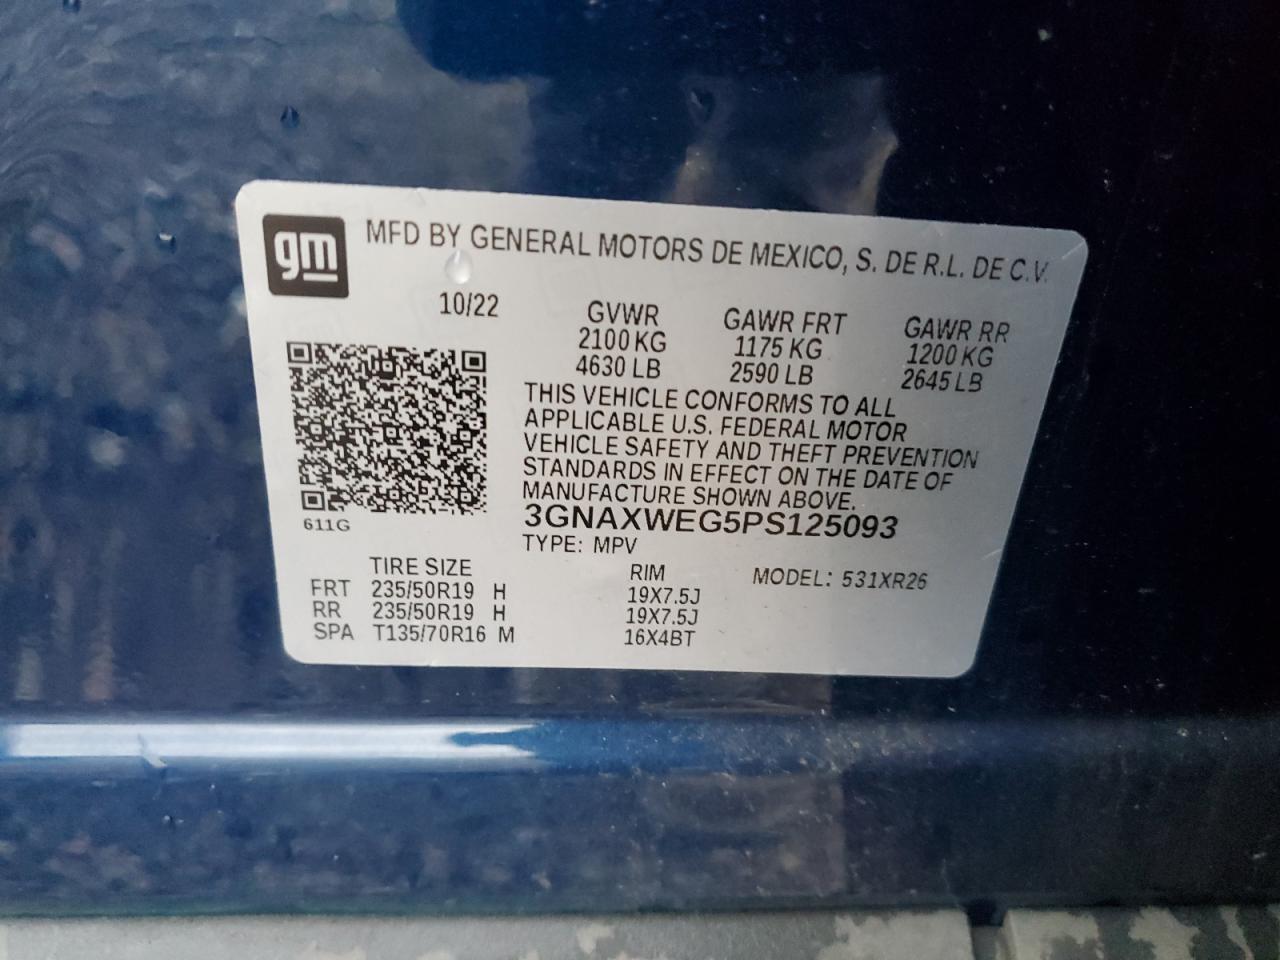 gm MFD BY GENERAL MOTORS DE MEXICO, S. DE R.L. DE C.V.
10/22 GVWR GAWR FRT GAWR RR
2100 KG 1175 KG 1200 KG
4630 LB 2590 LB 2645 LB
THIS VEHICLE CONFORMS TO ALL
APPLICABLE U.S. FEDERAL MOTOR
VEHICLE SAFETY AND THEFT PREVENTION
STANDARDS IN EFFECT ON THE DATE OF
MANUFACTURE SHOWN ABOVE.
611G 3GNAXWEG5PS125093
TYPE: MPV
TIRE SIZE RIM MODEL: 531XR26
FRT 235/50R19 H 19X7.5J
RR 235/50R19 H 19X7.5J
SPA T135/70R16 M 16X4BT